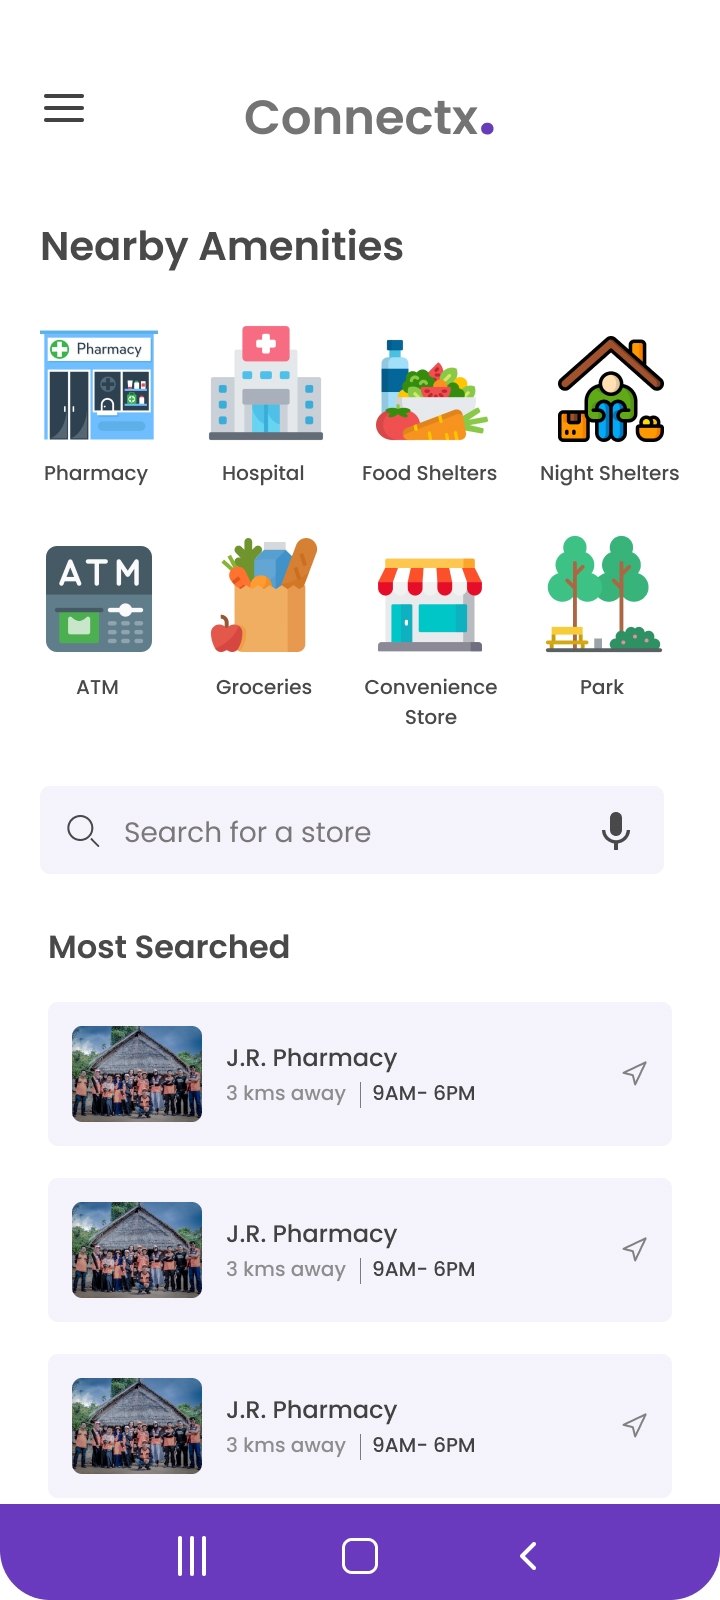 Connectx.
Nearby Amenities
Pharmacy
Pharmacy
Hospital
Food Shelters
Night Shelters
ATM
ATM
Groceries
Convenience
Store
Park
Search for a store
Most Searched
J.R. Pharmacy
3 kms away | 9AM- 6PM
J.R. Pharmacy
3 kms away | 9AM- 6PM
J.R. Pharmacy
3 kms away | 9AM- 6PM